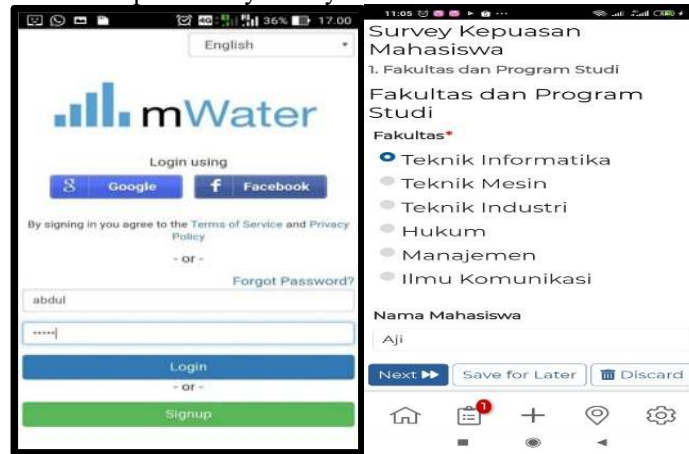 36% 17.00
English
mWater
Login using
Google
Facebook
By signing in you agree to the Terms of Service and Privacy
Policy
- or -
Forgot Password?
abdul
•••••
Login
- or -
Signup
11:05
Survey Kepuasan
Mahasiswa
1. Fakultas dan Program Studi
Fakultas dan Program
Studi
Fakultas*
Teknik Informatika
Teknik Mesin
Teknik Industri
Hukum
Manajemen
Ilmu Komunikasi
Nama Mahasiswa
Aji
Next
Save for Later
Discard
1